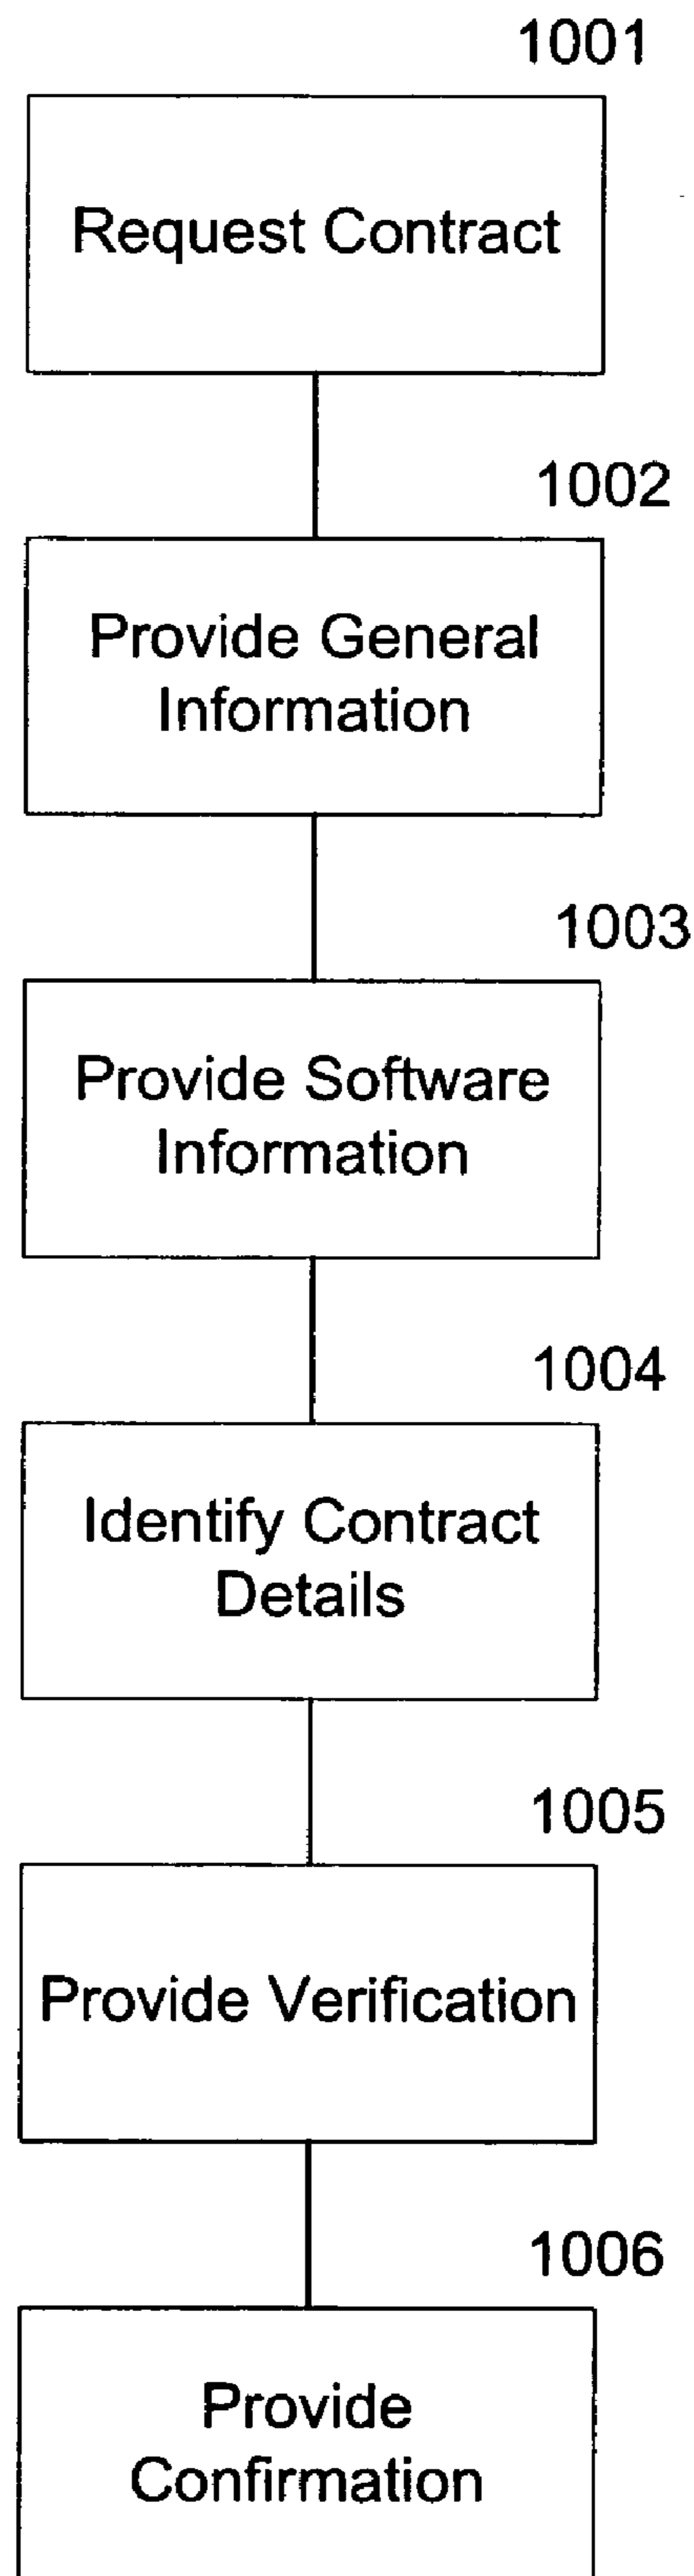 1001
Request Contract
1002
Provide General
Information
1003
Provide Software
Information
1004
Identify Contract
Details
1005
Provide Verification
1006
Provide
Confirmation